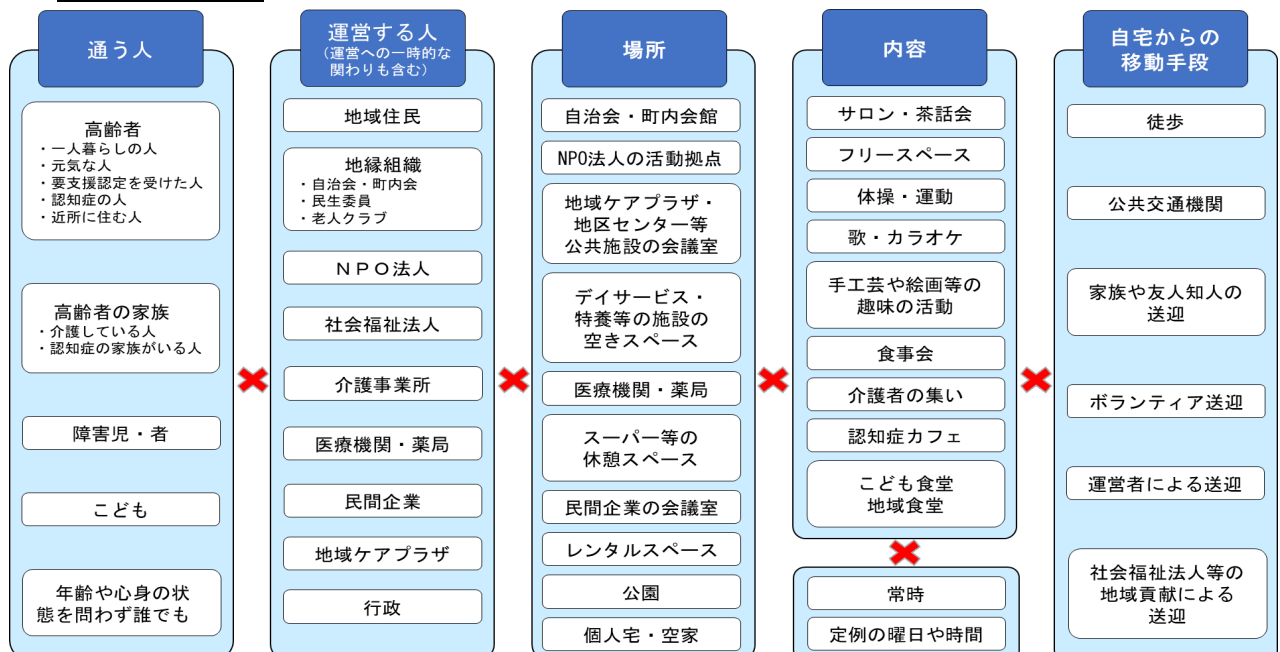 通う人
高齢者
・一人暮らしの人
・元気な人
・要支援認定を受けた人
・認知症の人
・近所に住む人
高齢者の家族
・介護している人
・認知症の家族がいる人
障害児・者
こども
年齢や心身の状
態を問わず誰でも
運営する人
（運営への一時的な
関わりも含む）
地域住民
地縁組織
・自治会・町内会
・民生委員
・老人クラブ
ＮＰＯ法人
社会福祉法人
介護事業所
医療機関・薬局
民間企業
地域ケアプラザ
行政
場所
自治会・町内会館
NPO法人の活動拠点
地域ケアプラザ・
地区センター等
公共施設の会議室
デイサービス・
特養等の施設の
空きスペース
医療機関・薬局
スーパー等の
休憩スペース
民間企業の会議室
レンタルスペース
公園
個人宅・空家
内容
サロン・茶話会
フリースペース
体操・運動
歌・カラオケ
手工芸や絵画等の
趣味の活動
食事会
介護者の集い
認知症カフェ
こども食堂
地域食堂
常時
定例の曜日や時間
自宅からの
移動手段
徒歩
公共交通機関
家族や友人知人の
送迎
ボランティア送迎
運営者による送迎
社会福祉法人等の
地域貢献による
送迎